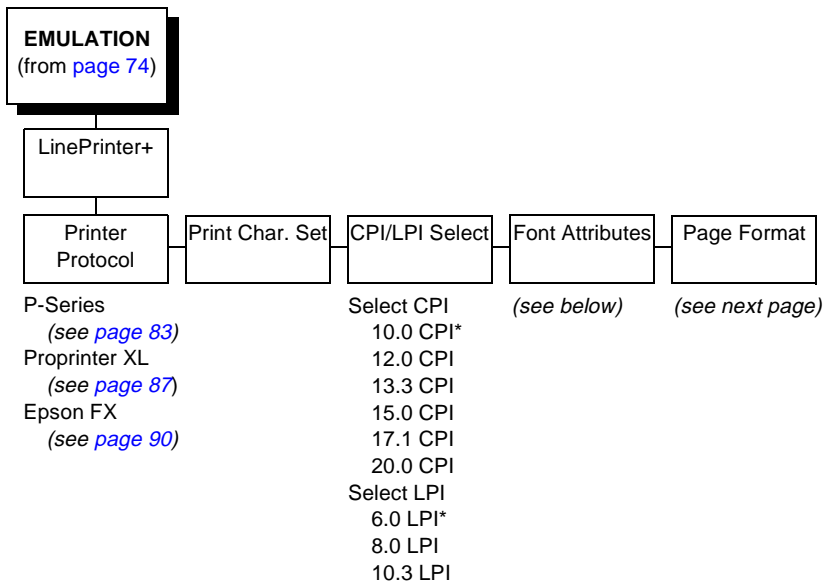 EMULATION
(from page 74)
LinePrinter+
Printer
Protocol
Print Char. Set
CPI/LPI Select
Font Attributes
Page Format
P-Series
(see page 83)
Proprinter XL
(see page 87)
Epson FX
(see page 90)
Select CPI
10.0 CPI*
12.0 CPI
13.3 CPI
15.0 CPI
17.1 CPI
20.0 CPI
Select LPI
6.0 LPI*
8.0 LPI
10.3 LPI
(see below)
(see next page)